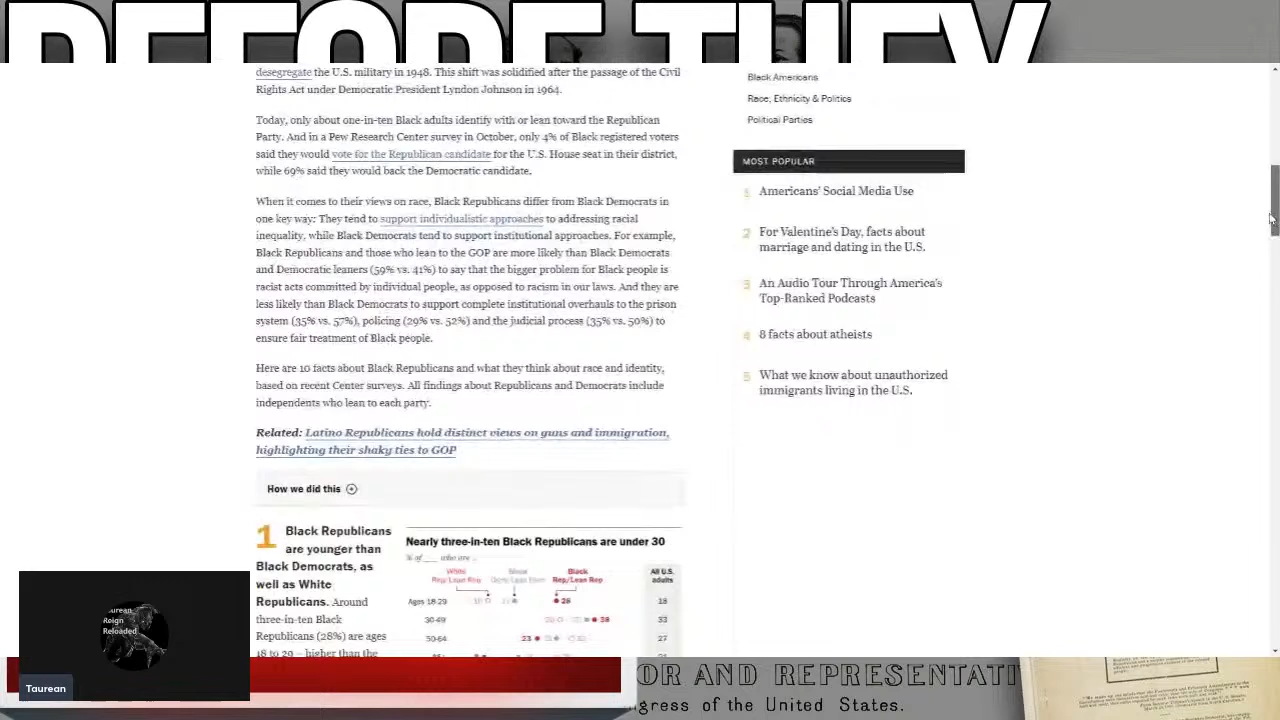 BEFORE THEY
desegregate the U.S. military in 1948. This shift was solidified after the passage of the Civil
Rights Act under Democratic President Lyndon Johnson in 1964.
Today, only about one-in-ten Black adults identify with or lean toward the Republican
Party. And in a Pew Research Center survey in October, only 4% of Black registered voters
said they would vote for the Republican candidate for the U.S. House seat in their district,
while 69% said they would back the Democratic candidate.
When it comes to their views on race, Black Republicans differ from Black Democrats in
one key way: They tend to support individualistic approaches to addressing racial
inequality, while Black Democrats tend to support institutional approaches. For example,
Black Republicans and those who lean to the GOP are more likely than Black Democrats
and Democratic leaners (59% vs. 41%) to say that the bigger problem for Black people is
racist acts committed by individual people, as opposed to racism in our laws. And they are
less likely than Black Democrats to support complete institutional overhauls to the prison
system (35% vs. 57%), policing (29% vs. 52%) and the judicial process (35% vs. 50%) to
ensure fair treatment of Black people.
Here are 10 facts about Black Republicans and what they think about race and identity,
based on recent Center surveys. All findings about Republicans and Democrats include
independents who lean to each party.
Related: Latino Republicans hold distinct views on guns and immigration,
highlighting their shaky ties to GOP
How we did this
1 Black Republicans
are younger than
Black Democrats, as
well as White
Republicans. Around
three-in-ten Black
Republicans (28%) are ages
18 to 29 – higher than the
Nearly three-in-ten Black Republicans are under 30
% of ___ who are ..
White
Rep/Lean Rep
Black
Dem/Lean Dem
Black
Rep/Lean Rep
All U.S.
adults
Ages 18-29 28 18
30-49 38 33
50-64 23 27
Black Americans
Race, Ethnicity & Politics
Political Parties
MOST POPULAR
1 Americans' Social Media Use
2 For Valentine's Day, facts about
marriage and dating in the U.S.
3 An Audio Tour Through America's
Top-Ranked Podcasts
4 8 facts about atheists
5 What we know about unauthorized
immigrants living in the U.S.
aurean
Reign
Reloaded
Taurean
OR AND REPRESENTATI
gress of the United States.